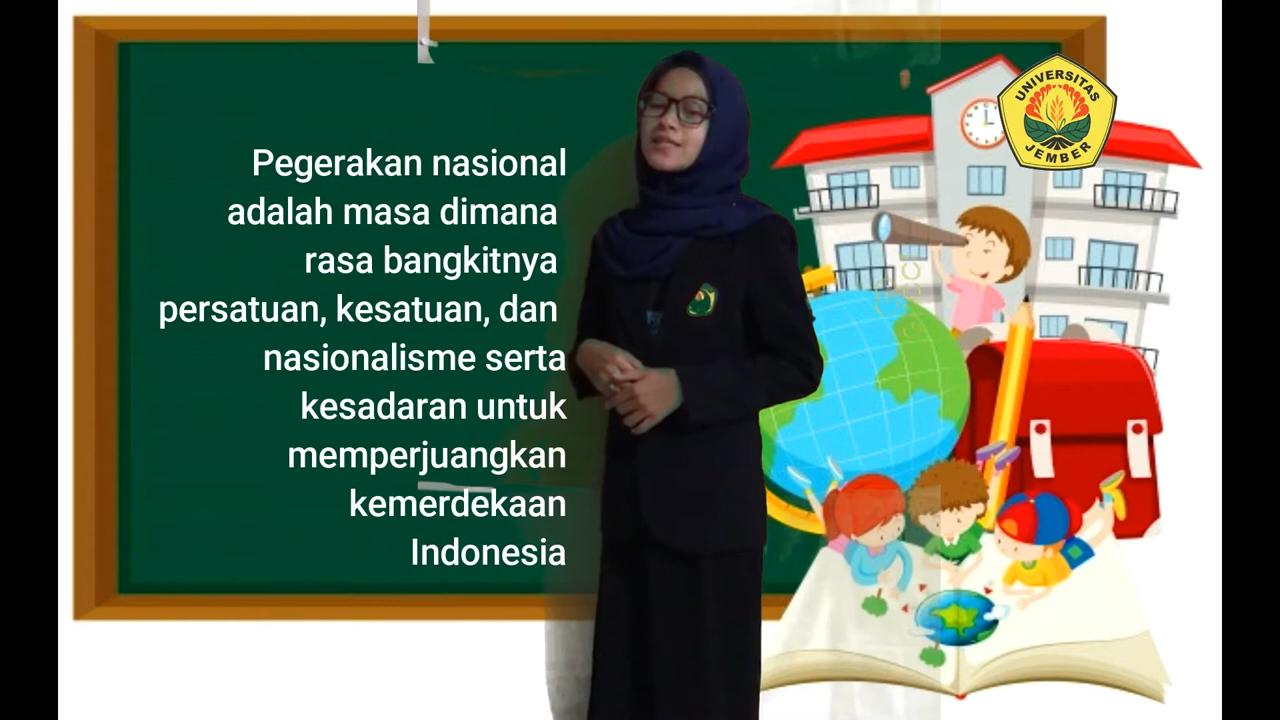 Pegerakan nasional
adalah masa dimana
rasa bangkitnya
persatuan, kesatuan, dan
nasionalisme serta
kesadaran untuk
memperjuangkan
kemerdekaan
Indonesia
UNIVERSITAS
JEMBER